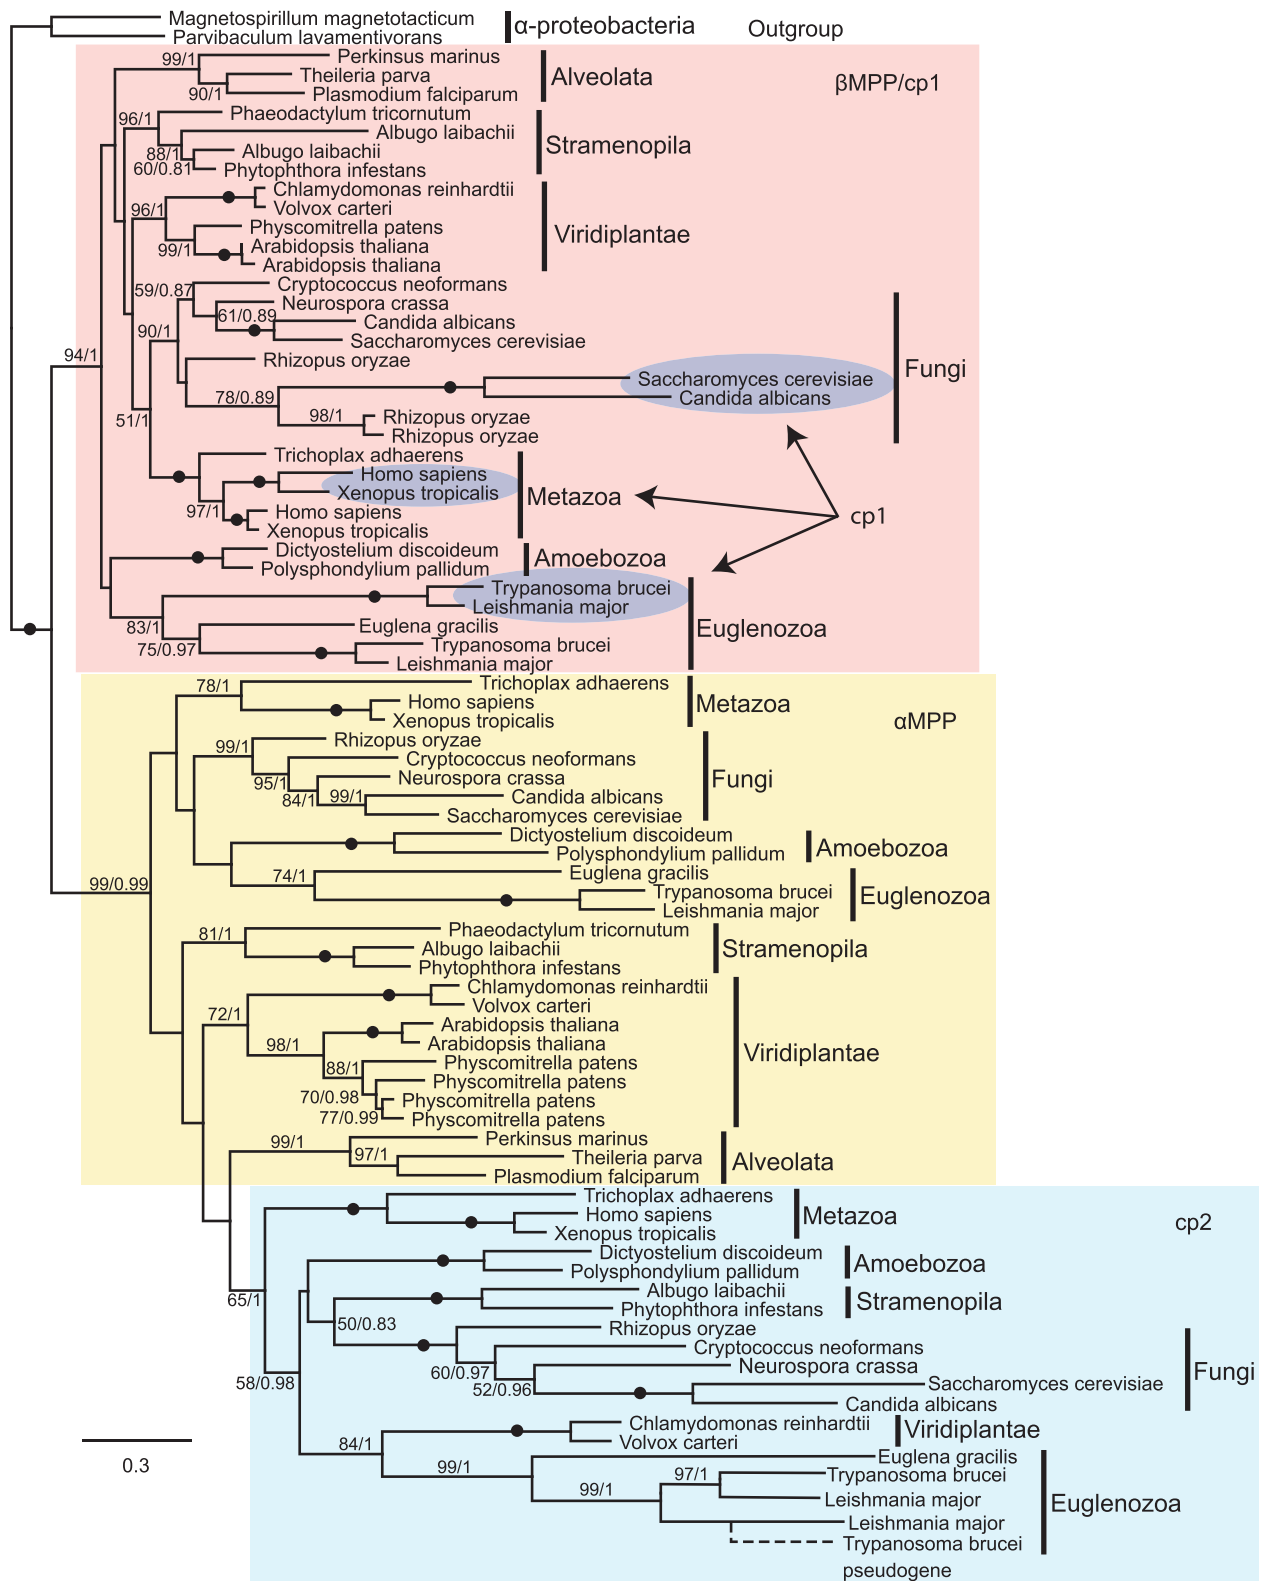 Magnetospirillum magnetotacticum
Parvibaculum lavamentivorans
α-proteobacteria
Outgroup
βMPP/cp1
99/1
Perkinsus marinus
Theileria parva
90/1
Plasmodium falciparum
Alveolata
96/1
Phaeodactylum tricornutum
Albugo laibachii
88/1
Albugo laibachii
60/0.81
Phytophthora infestans
Stramenopila
Chlamydomonas reinhardtii
96/1
Volvox carteri
Physcomitrella patens
99/1
Arabidopsis thaliana
Arabidopsis thaliana
Viridiplantae
Cryptococcus neoformans
59/0.87
Neurospora crassa
61/0.89
Candida albicans
90/1
Saccharomyces cerevisiae
Rhizopus oryzae
94/1
Saccharomyces cerevisiae
78/0.89
Candida albicans
Fungi
51/1
98/1
Rhizopus oryzae
Rhizopus oryzae
Trichoplax adhaerens
Homo sapiens
Xenopus tropicalis
97/1
Homo sapiens
Xenopus tropicalis
Metazoa
cp1
Dictyostelium discoideum
Polysphondylium pallidum
Amoebozoa
Trypanosoma brucei
Leishmania major
83/1
Euglena gracilis
75/0.97
Trypanosoma brucei
Leishmania major
Euglenozoa
αMPP
78/1
Trichoplax adhaerens
Homo sapiens
Xenopus tropicalis
Metazoa
99/1
Rhizopus oryzae
Cryptococcus neoformans
95/1
Neurospora crassa
84/1
99/1
Candida albicans
Saccharomyces cerevisiae
Fungi
Dictyostelium discoideum
Polysphondylium pallidum
Amoebozoa
99/0.99
74/1
Euglena gracilis
Trypanosoma brucei
Leishmania major
Euglenozoa
81/1
Phaeodactylum tricornutum
Albugo laibachii
Phytophthora infestans
Stramenopila
Chlamydomonas reinhardtii
Volvox carteri
72/1
Arabidopsis thaliana
98/1
Arabidopsis thaliana
88/1
Physcomitrella patens
Physcomitrella patens
70/0.98
Physcomitrella patens
77/0.99
Physcomitrella patens
Viridiplantae
99/1
Perkinsus marinus
97/1
Theileria parva
Plasmodium falciparum
Alveolata
cp2
Trichoplax adhaerens
Homo sapiens
Xenopus tropicalis
Metazoa
Dictyostelium discoideum
Polysphondylium pallidum
Amoebozoa
65/1
Albugo laibachii
Phytophthora infestans
Stramenopila
50/0.83
Rhizopus oryzae
Cryptococcus neoformans
60/0.97
Neurospora crassa
58/0.98
52/0.96
Saccharomyces cerevisiae
Candida albicans
Fungi
Chlamydomonas reinhardtii
84/1
Volvox carteri
Viridiplantae
Euglena gracilis
99/1
97/1
Trypanosoma brucei
99/1
Leishmania major
Leishmania major
Trypanosoma brucei
pseudogene
Euglenozoa
0.3